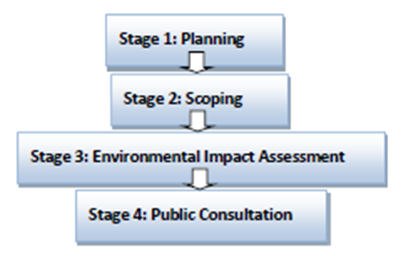 Stage 1: Planning
Stage 2: Scoping
Stage 3: Environmental Impact Assessment
Stage 4: Public Consultation